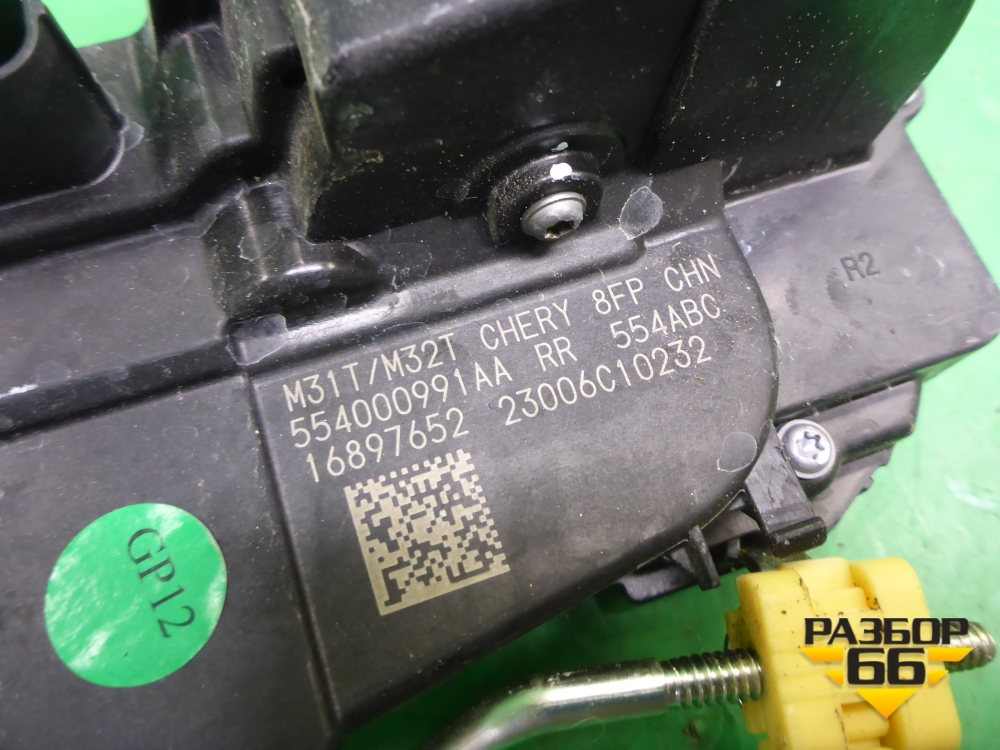 R2
M31T/M32T CHERY 8FP CHN
554000991AA RR 554ABC
16897652 23006C10232
GP12
РАЗБОР
66